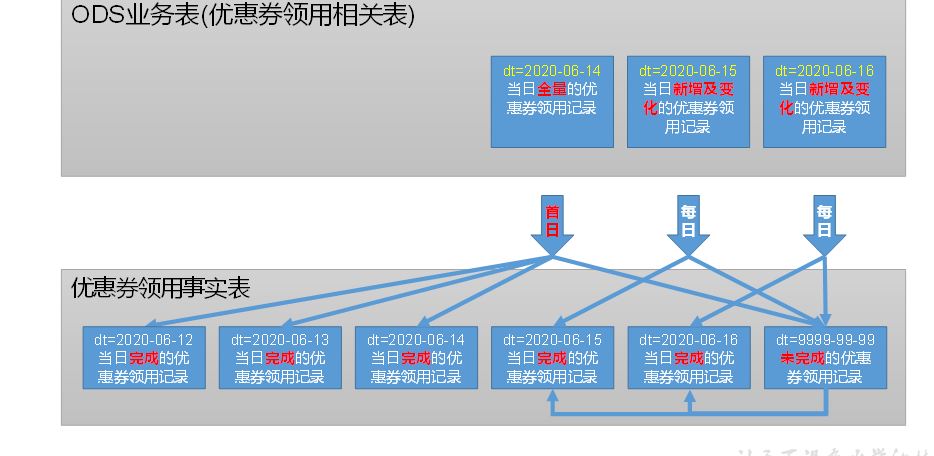 ODS业务表(优惠券领用相关表)
dt=2020-06-14
当日全量的优
惠券领用记录
dt=2020-06-15
当日新增及变
化的优惠券领
用记录
dt=2020-06-16
当日新增及变
化的优惠券领
用记录
首
日
每
日
每
日
优惠券领用事实表
dt=2020-06-12
当日完成的优
惠券领用记录
dt=2020-06-13
当日完成的优
惠券领用记录
dt=2020-06-14
当日完成的优
惠券领用记录
dt=2020-06-15
当日完成的优
惠券领用记录
dt=2020-06-16
当日完成的优
惠券领用记录
dt=9999-99-99
未完成的优惠
券领用记录